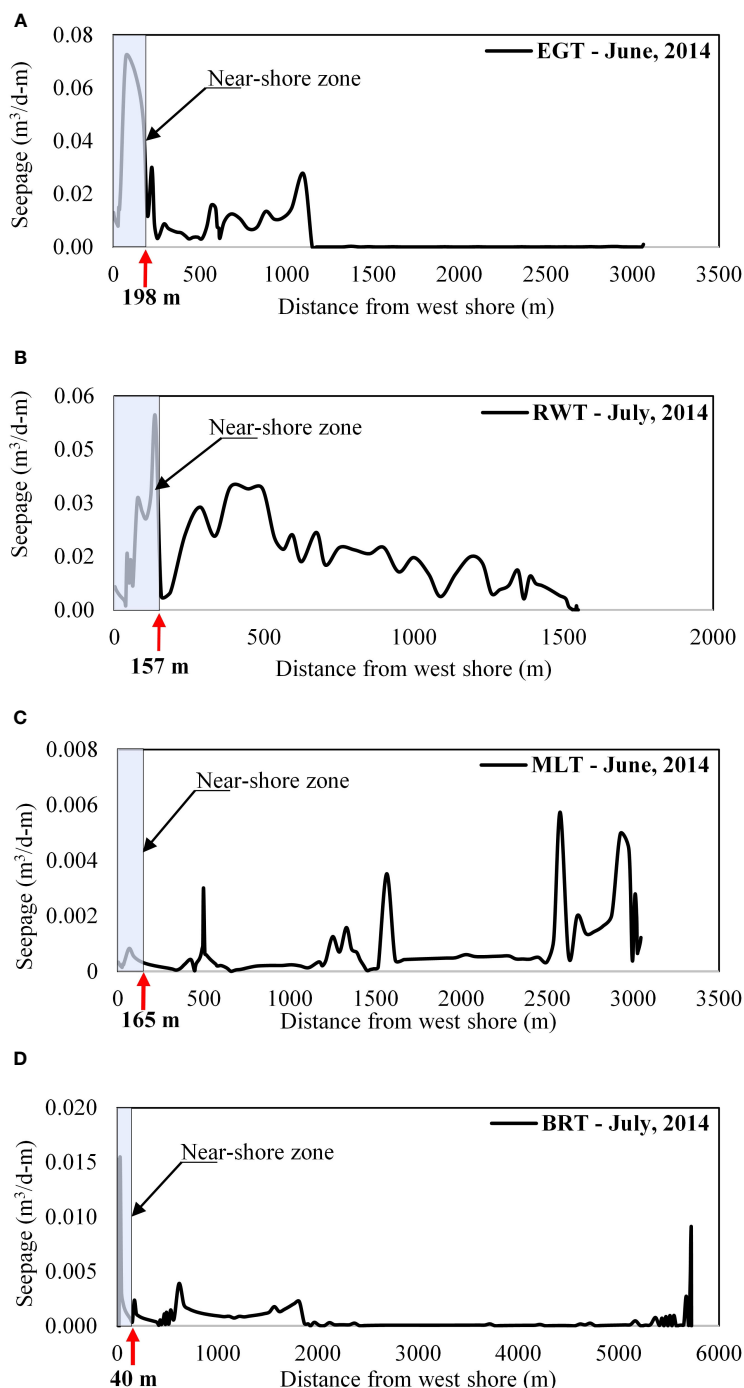 A
0.08
0.06
0.04
0.02
0.00
Seepage (m³/d-m)
EGT - June, 2014
Near-shore zone
0 500 1000 1500 2000 2500 3000 3500
198 m
Distance from west shore (m)
B
0.06
0.05
0.03
0.02
0.00
Seepage (m³/d-m)
RWT - July, 2014
Near-shore zone
0 500 1000 1500 2000
157 m
Distance from west shore (m)
C
0.008
0.006
0.004
0.002
0
Seepage (m³/d-m)
MLT - June, 2014
Near-shore zone
0 500 1000 1500 2000 2500 3000 3500
165 m
Distance from west shore (m)
D
0.020
0.015
0.010
0.005
0.000
Seepage (m³/d-m)
BRT - July, 2014
Near-shore zone
0 1000 2000 3000 4000 5000 6000
40 m
Distance from west shore (m)